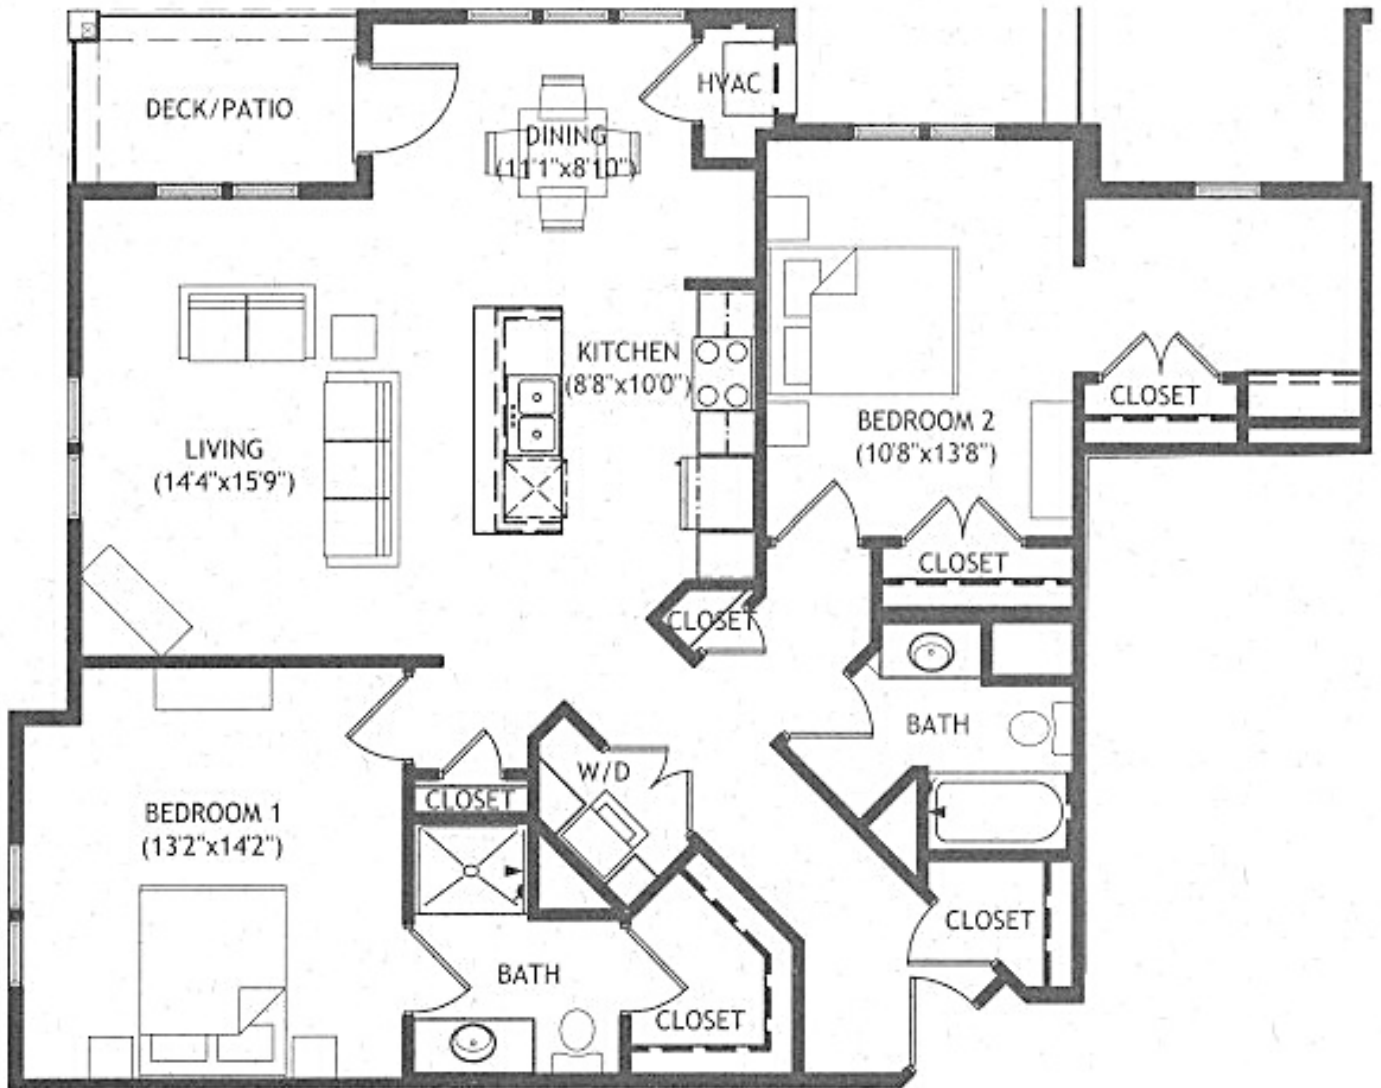 HVAC
DECK/PATIO
DINING
(11'1"x8'10")
KITCHEN
(8'8"x10'0")
CLOSET
BEDROOM 2
(10'8"x13'8")
LIVING
(14'4"x15'9")
CLOSET
CLOSET
BATH
W/D
CLOSET
BEDROOM 1
(13'2"x14'2")
CLOSET
BATH
CLOSET